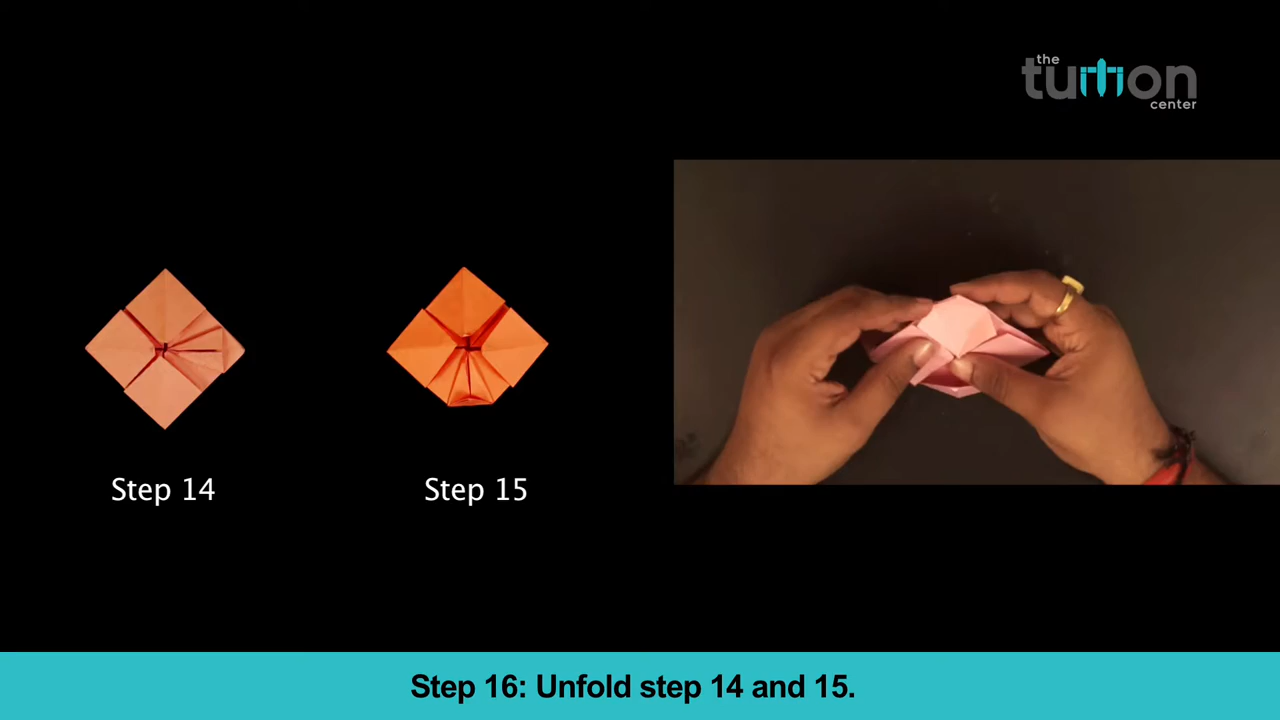 the
tuition
center
Step 14
Step 15
Step 16: Unfold step 14 and 15.